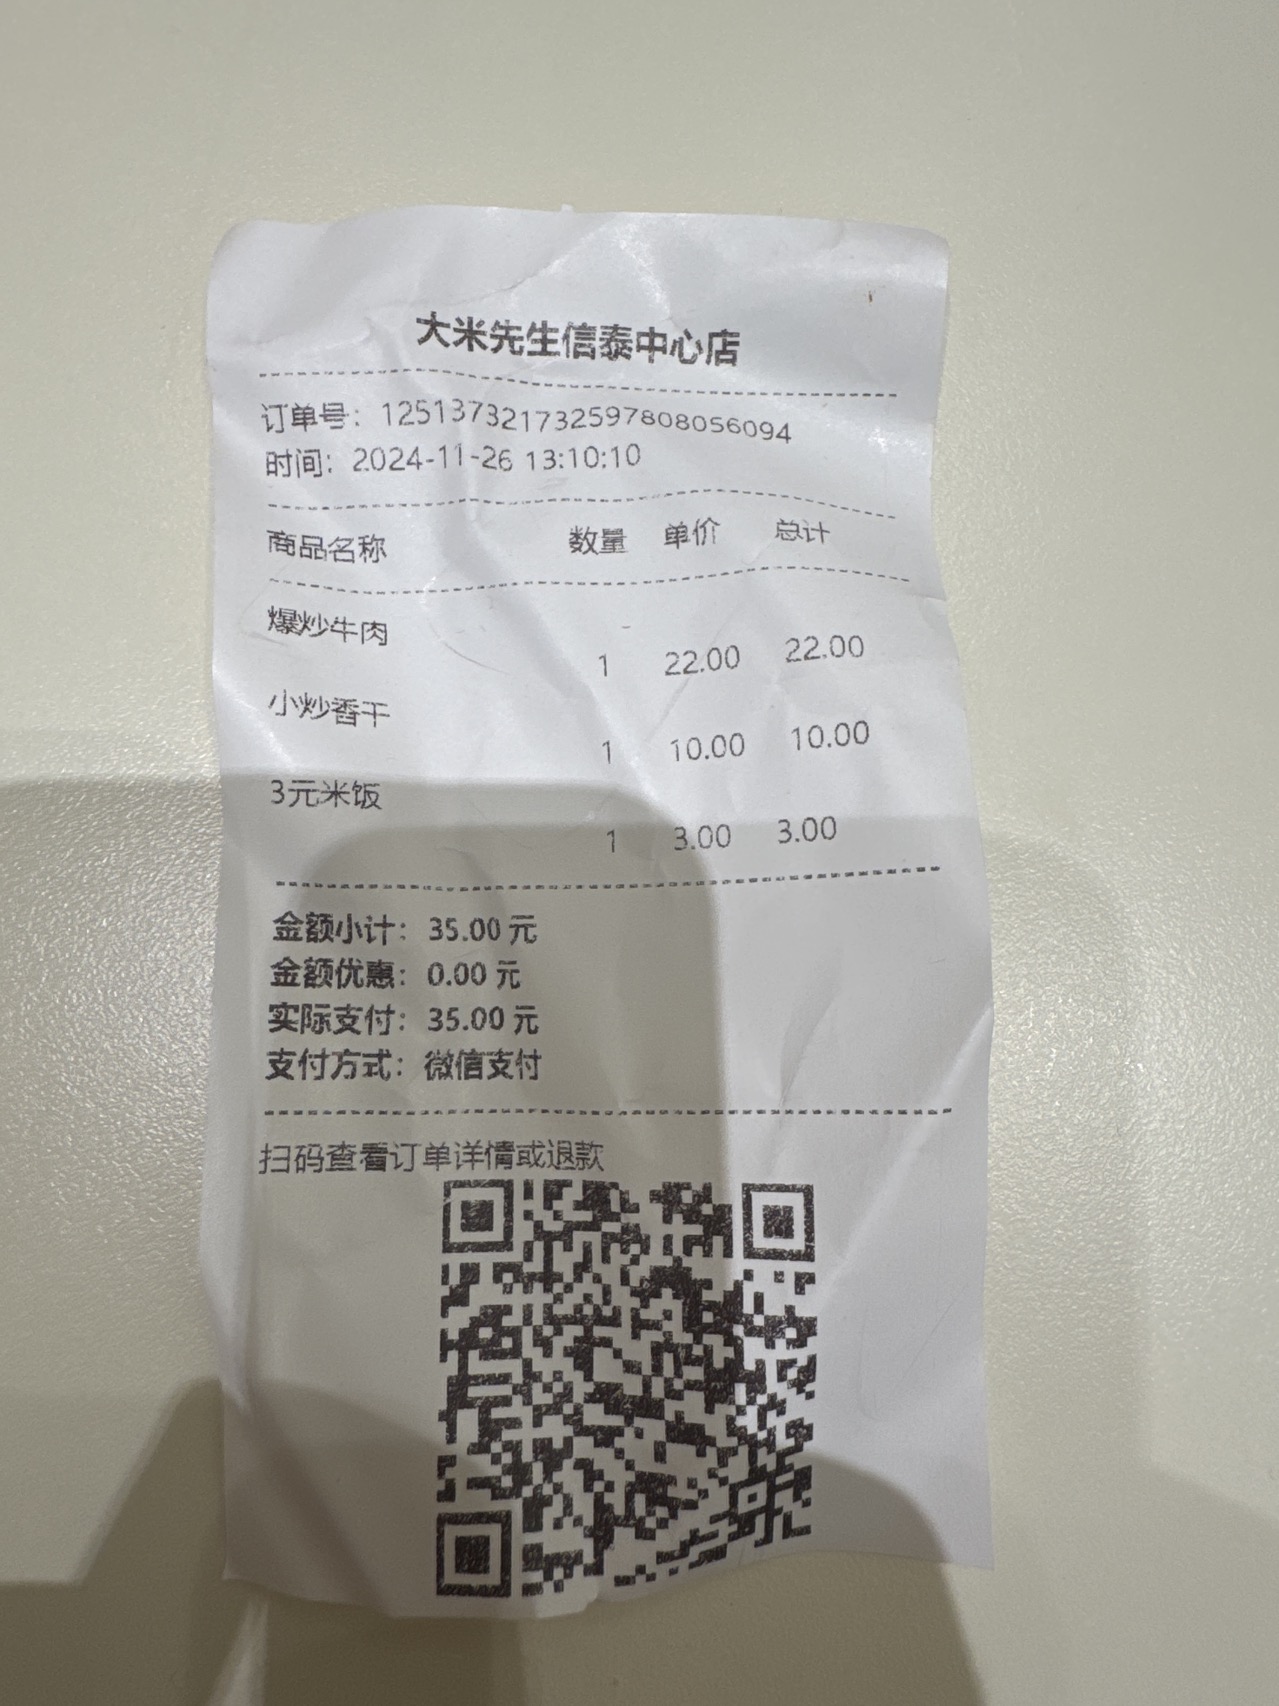 大米先生信泰中心店
订单号：1251373217325978​08056094
时间：2024-11-26 13:10:10
商品名称 数量 单价 总计
爆炒牛肉
1 22.00 22.00
小炒香干
1 10.00 10.00
3元米饭
1 3.00 3.00
金额小计：35.00 元
金额优惠：0.00 元
实际支付：35.00 元
支付方式：微信支付
扫码查看订单详情或退款